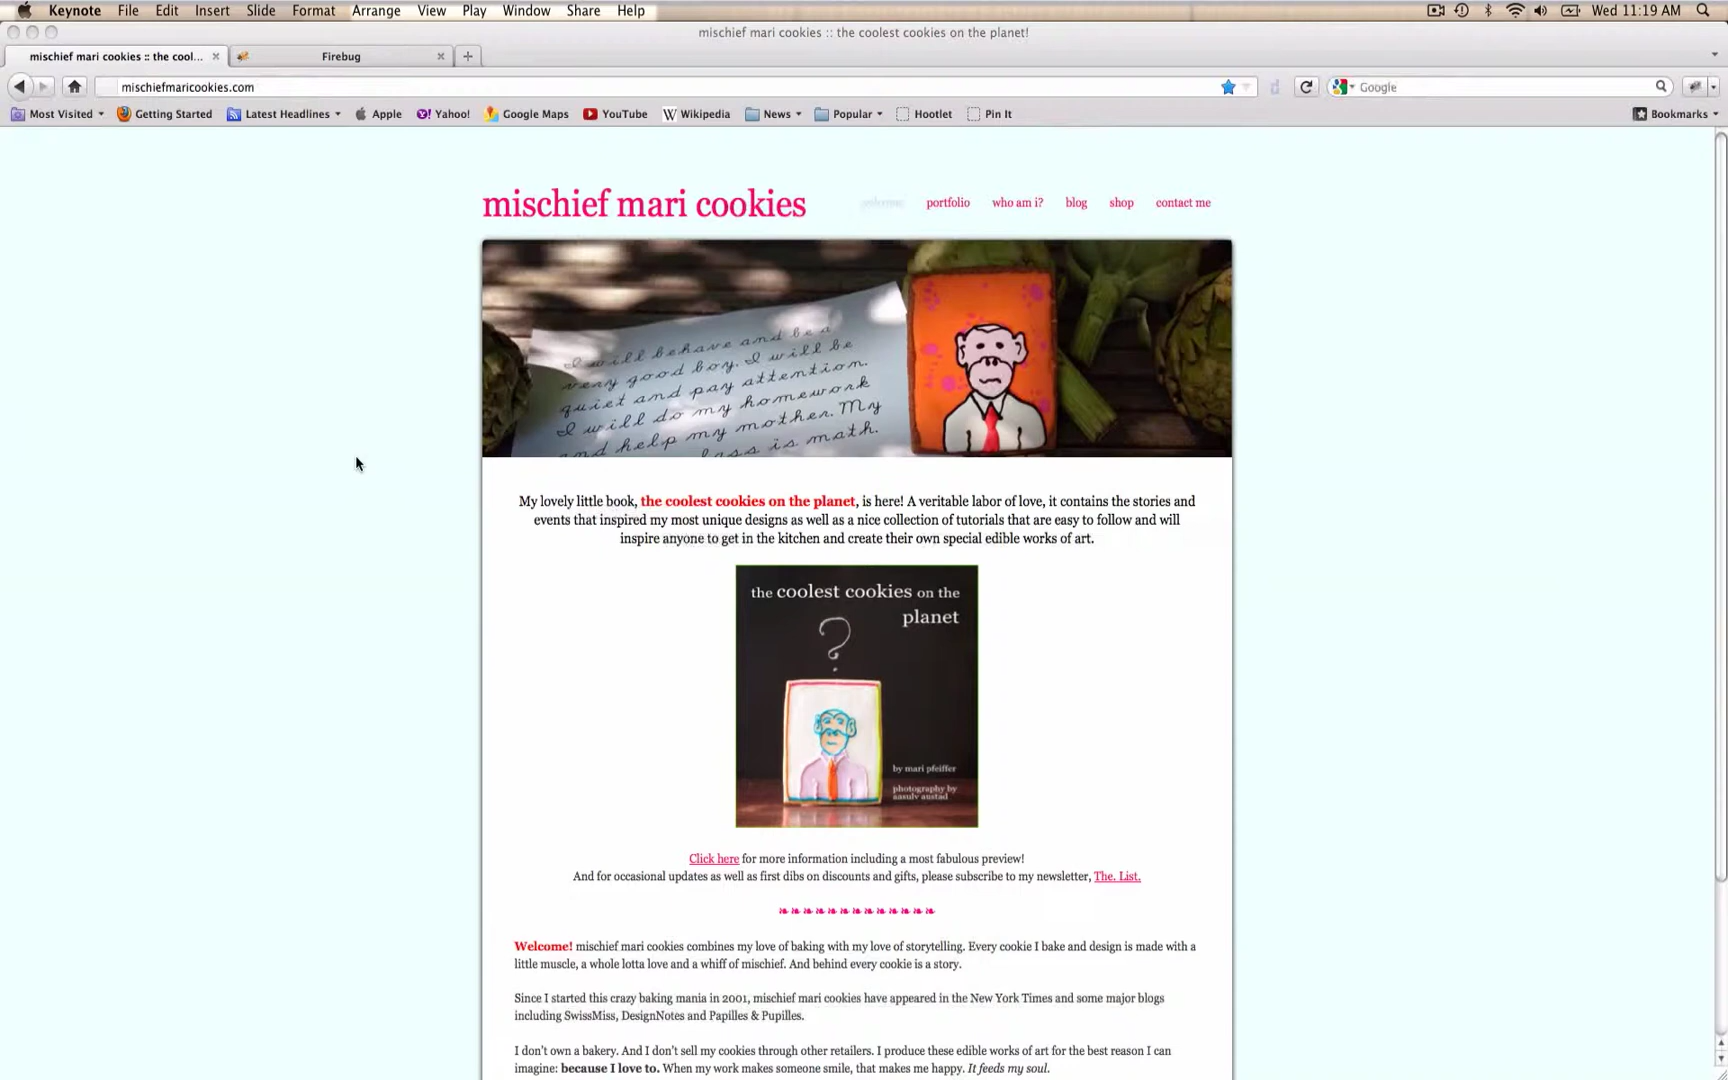 Keynote File Edit Insert Slide Format Arrange View Play Window Share Help Wed 11:19 AM
mischief mari cookies :: the coolest cookies on the planet!
mischief mari cookies :: the cool... Firebug
mischiefmaricookies.com Google
Most Visited Getting Started Latest Headlines Apple Yahoo! Google Maps YouTube Wikipedia News Popular Hootlet Pin It Bookmarks
mischief mari cookies welcome portfolio who am i? blog shop contact me
I will behave and be a
very good boy. I will be
quiet and pay attention.
I will do my homework
and help my mother. My
is math.
My lovely little book, the coolest cookies on the planet, is here! A veritable labor of love, it contains the stories and
events that inspired my most unique designs as well as a nice collection of tutorials that are easy to follow and will
inspire anyone to get in the kitchen and create their own special edible works of art.
the coolest cookies on the
planet
?
by mari pfeiffer
photography by
aasulv austad
Click here for more information including a most fabulous preview!
And for occasional updates as well as first dibs on discounts and gifts, please subscribe to my newsletter, The. List.
Welcome! mischief mari cookies combines my love of baking with my love of storytelling. Every cookie I bake and design is made with a
little muscle, a whole lotta love and a whiff of mischief. And behind every cookie is a story.
Since I started this crazy baking mania in 2001, mischief mari cookies have appeared in the New York Times and some major blogs
including SwissMiss, DesignNotes and Papilles & Pupilles.
I don't own a bakery. And I don't sell my cookies through other retailers. I produce these edible works of art for the best reason I can
imagine: because I love to. When my work makes someone smile, that makes me happy. It feeds my soul.